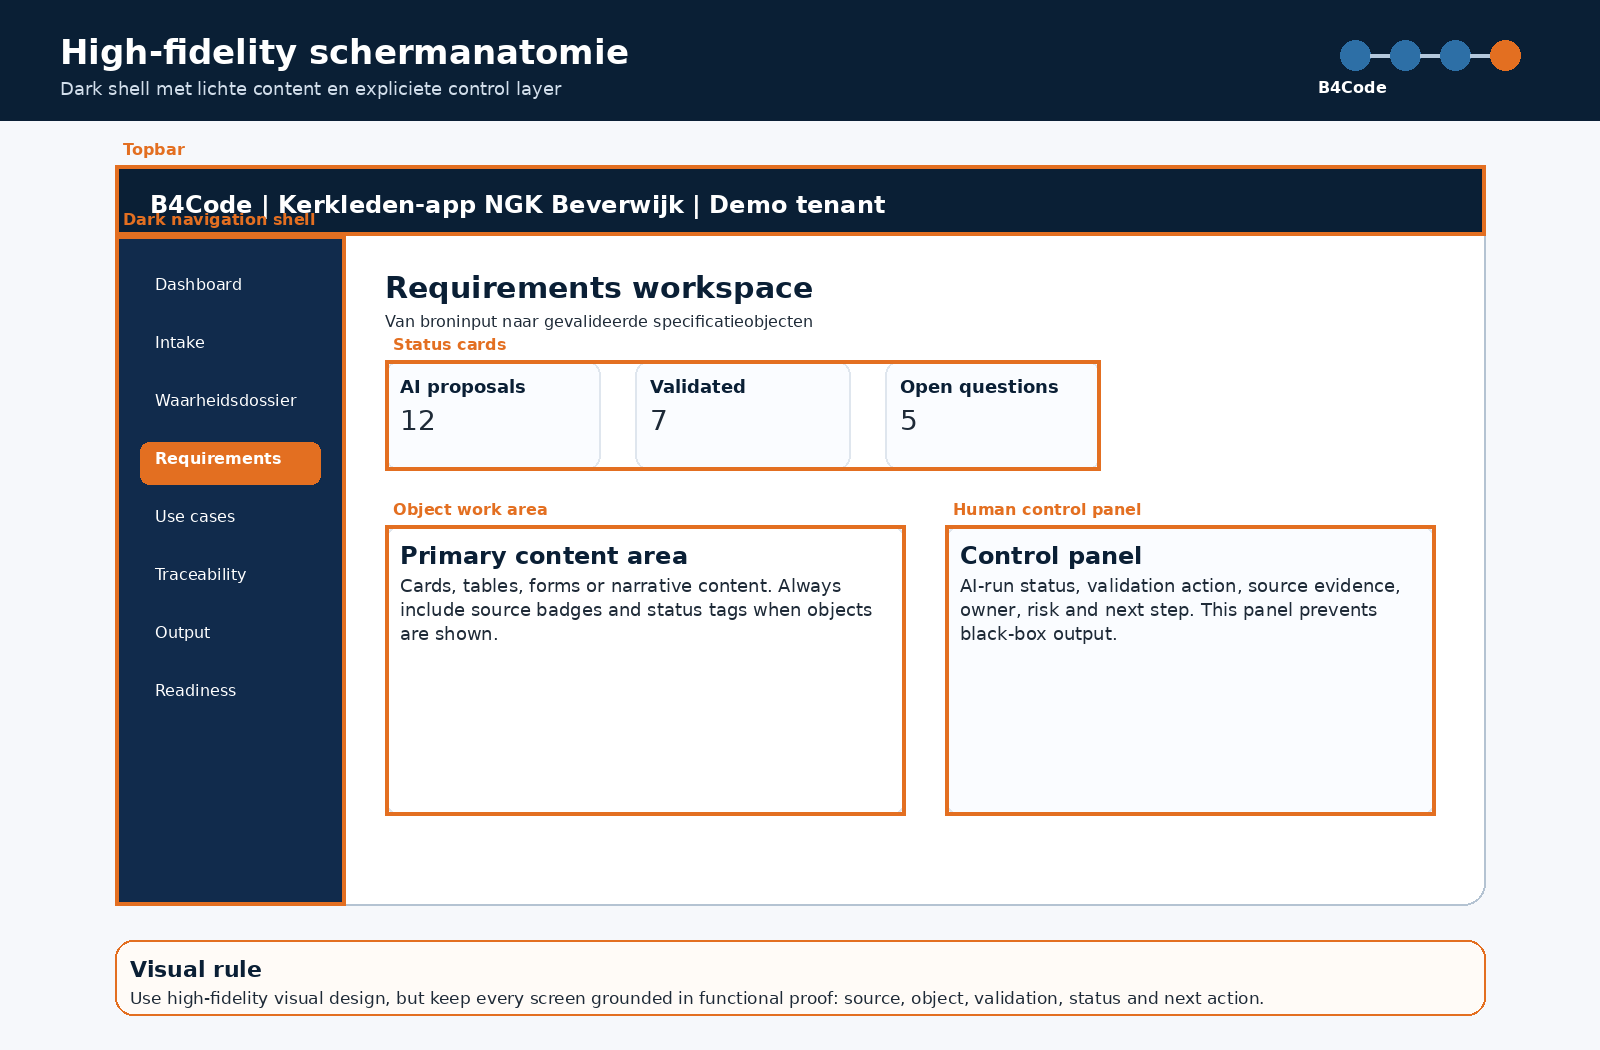 High-fidelity schermanatomie
Dark shell met lichte content en expliciete control layer
B4Code
Topbar
B4Code | Kerkleden-app NGK Beverwijk | Demo tenant
Dark navigation shell
Dashboard
Intake
Waarheidsdossier
Requirements
Use cases
Traceability
Output
Readiness
Requirements workspace
Van broninput naar gevalideerde specificatieobjecten
Status cards
AI proposals
12
Validated
7
Open questions
5
Object work area
Primary content area
Cards, tables, forms or narrative content. Always
include source badges and status tags when objects
are shown.
Human control panel
Control panel
AI-run status, validation action, source evidence,
owner, risk and next step. This panel prevents
black-box output.
Visual rule
Use high-fidelity visual design, but keep every screen grounded in functional proof: source, object, validation, status and next action.